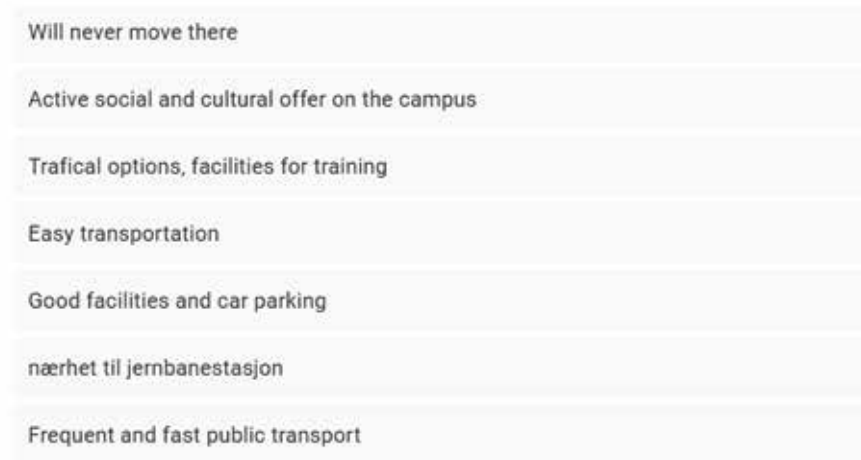 Will never move there
Active social and cultural offer on the campus
Trafical options, facilities for training
Easy transportation
Good facilities and car parking
nærhet til jernbanestasjon
Frequent and fast public transport